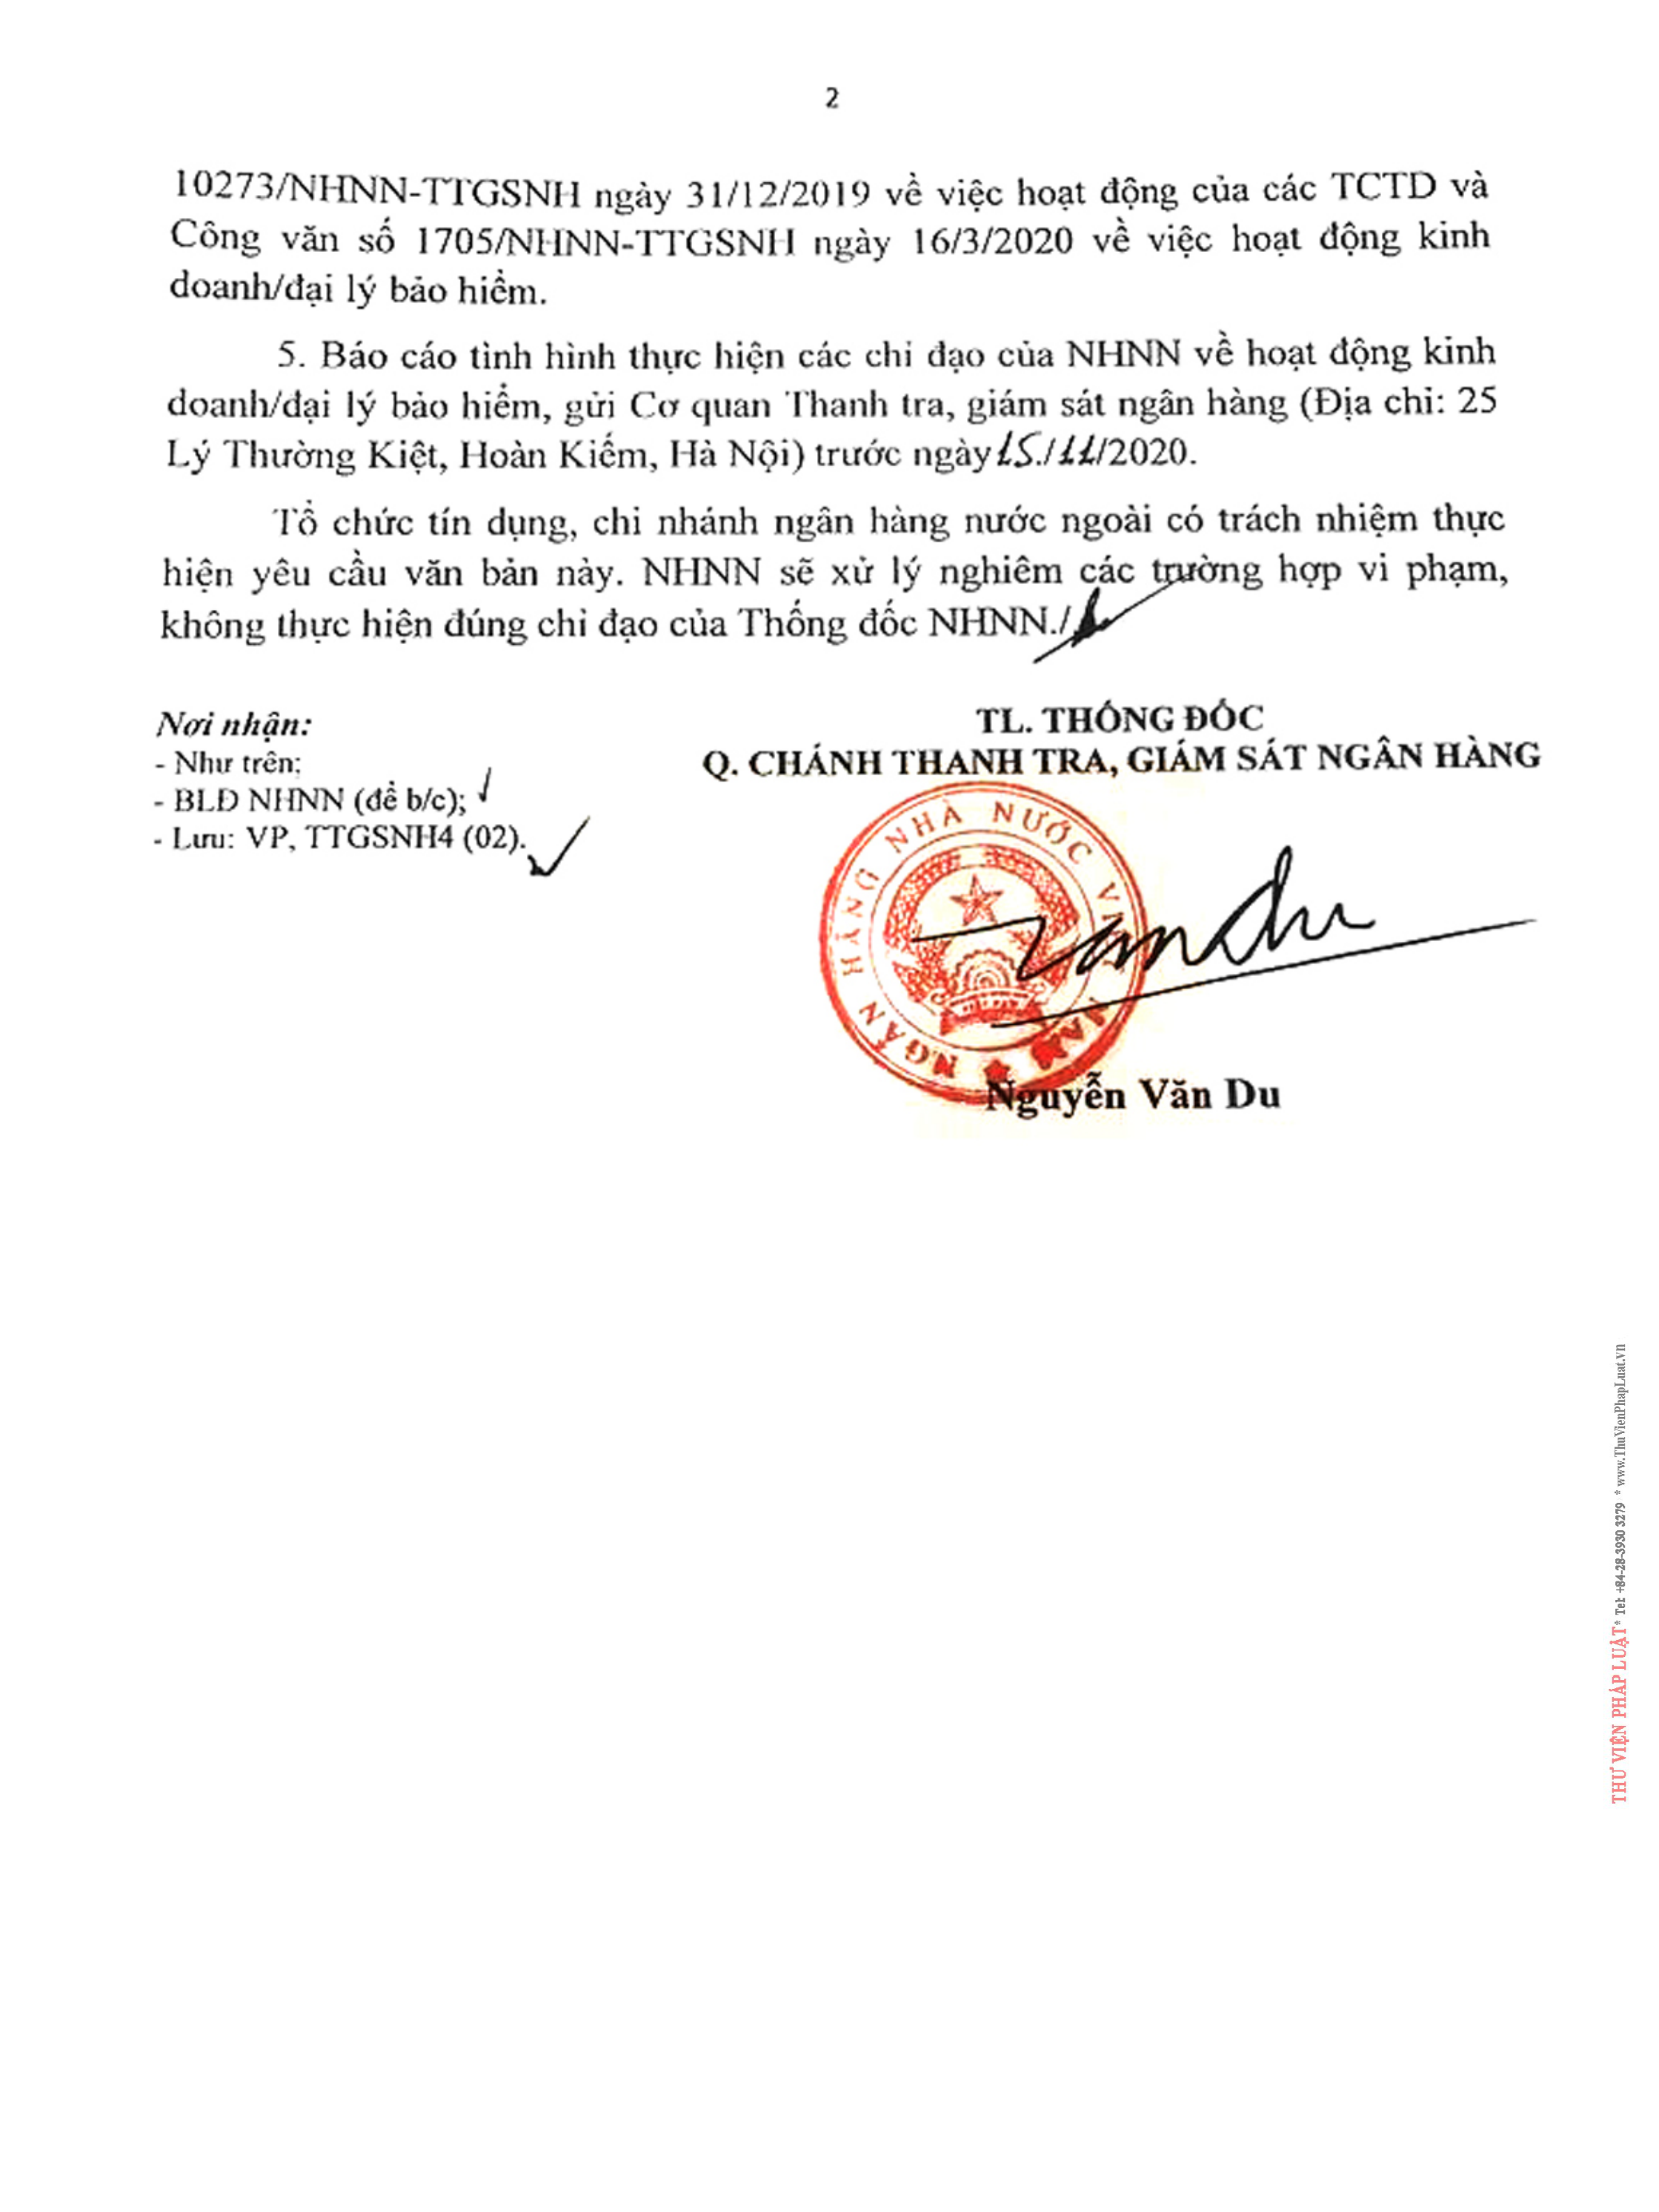 2
10273/NHNN-TTGSNH ngày 31/12/2019 về việc hoạt động của các TCTD và
Công văn số 1705/NHNN-TTGSNH ngày 16/3/2020 về việc hoạt động kinh
doanh/đại lý bảo hiểm.
5. Báo cáo tình hình thực hiện các chỉ đạo của NHNN về hoạt động kinh
doanh/đại lý bảo hiểm, gửi Cơ quan Thanh tra, giám sát ngân hàng (Địa chỉ: 25
Lý Thường Kiệt, Hoàn Kiếm, Hà Nội) trước ngày 15./11/2020.
Tổ chức tín dụng, chi nhánh ngân hàng nước ngoài có trách nhiệm thực
hiện yêu cầu văn bản này. NHNN sẽ xử lý nghiêm các trường hợp vi phạm,
không thực hiện đúng chỉ đạo của Thống đốc NHNN./.
Nơi nhận:
- Như trên;
- BLĐ NHNN (để b/c);
- Lưu: VP, TTGSNH4 (02).
TL. THỐNG ĐỐC
Q. CHÁNH THANH TRA, GIÁM SÁT NGÂN HÀNG
NGÂN HÀNG NHÀ NƯỚC VIỆT NAM
Nguyễn Văn Du
THƯ VIỆN PHÁP LUẬT * Tel: +84-28-3930 3279 * www.ThuVienPhapLuat.vn